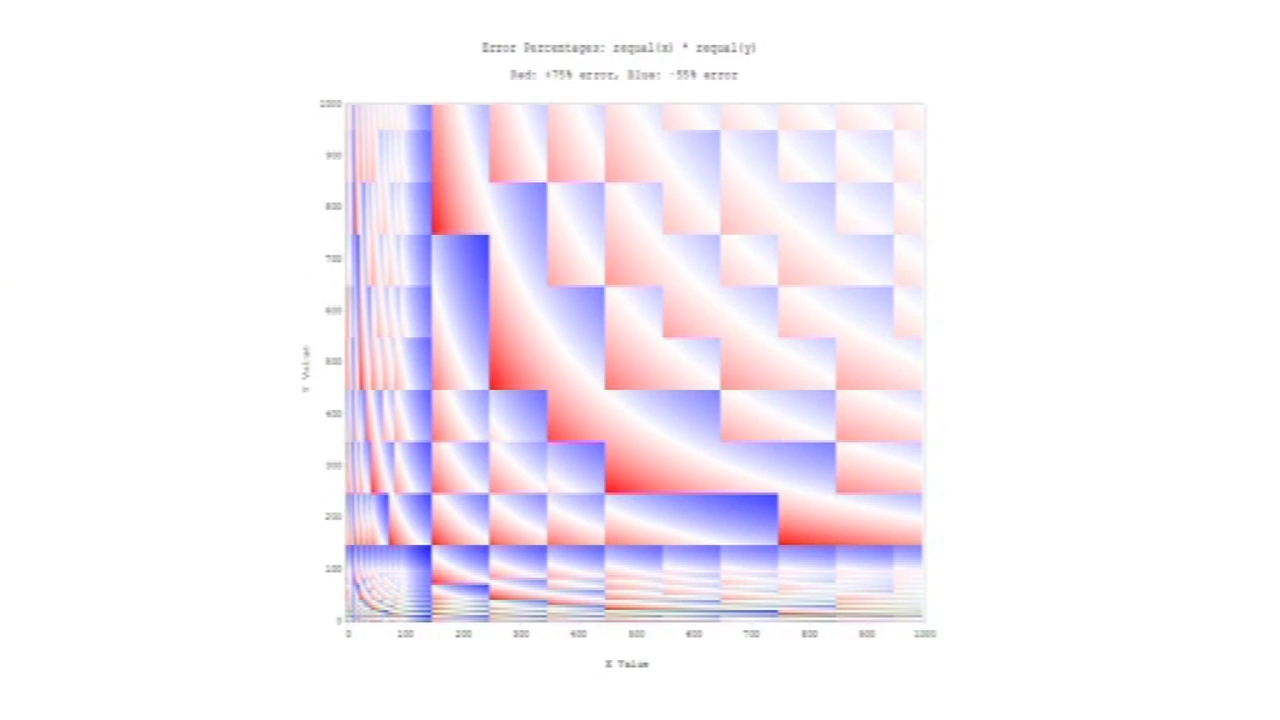 Error Percentages: zequal(x) * zequal(y)
Red: +75% error, Blue: -55% error
1000
900
800
700
600
500
400
300
200
100
0
Y Value
0 100 200 300 400 500 600 700 800 900 1000
X Value